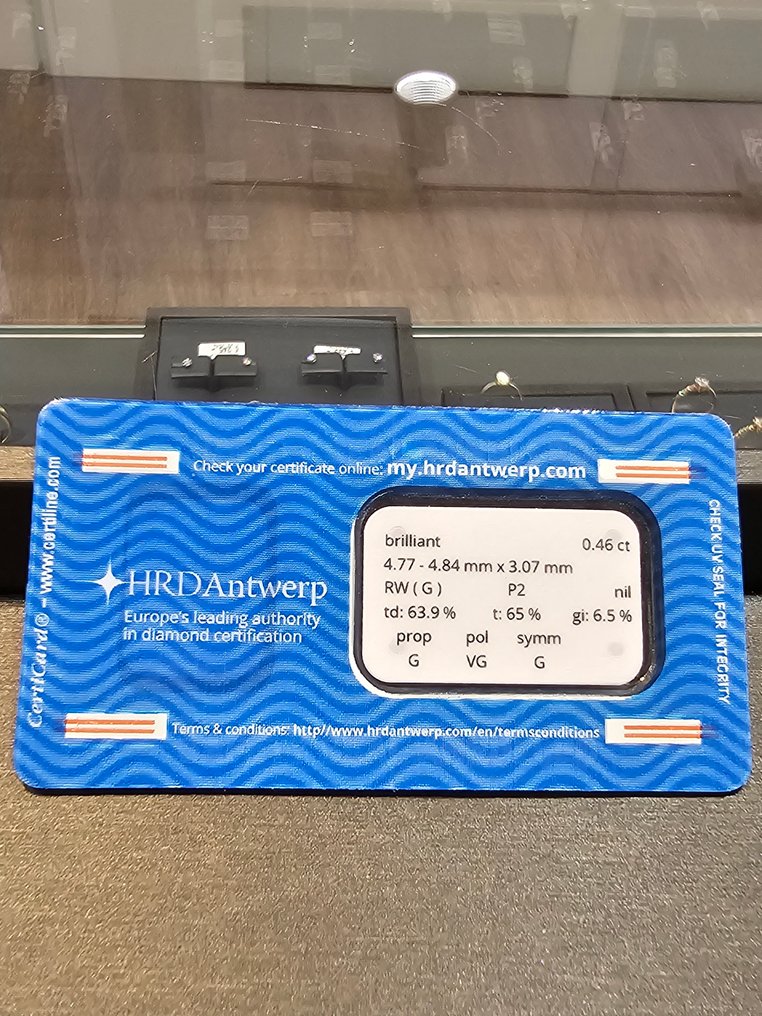 Check your certificate online: my.hrdantwerp.com
CertiCard® - www.certiline.com
HRDAntwerp
Europe's leading authority
in diamond certification
brilliant 0.46 ct
4.77 - 4.84 mm x 3.07 mm
RW ( G ) P2 nil
td: 63.9 % t: 65 % gi: 6.5 %
prop pol symm
G VG G
CHECK UV SEAL FOR INTEGRITY
Terms & conditions: http//www.hrdantwerp.com/en/termsconditions